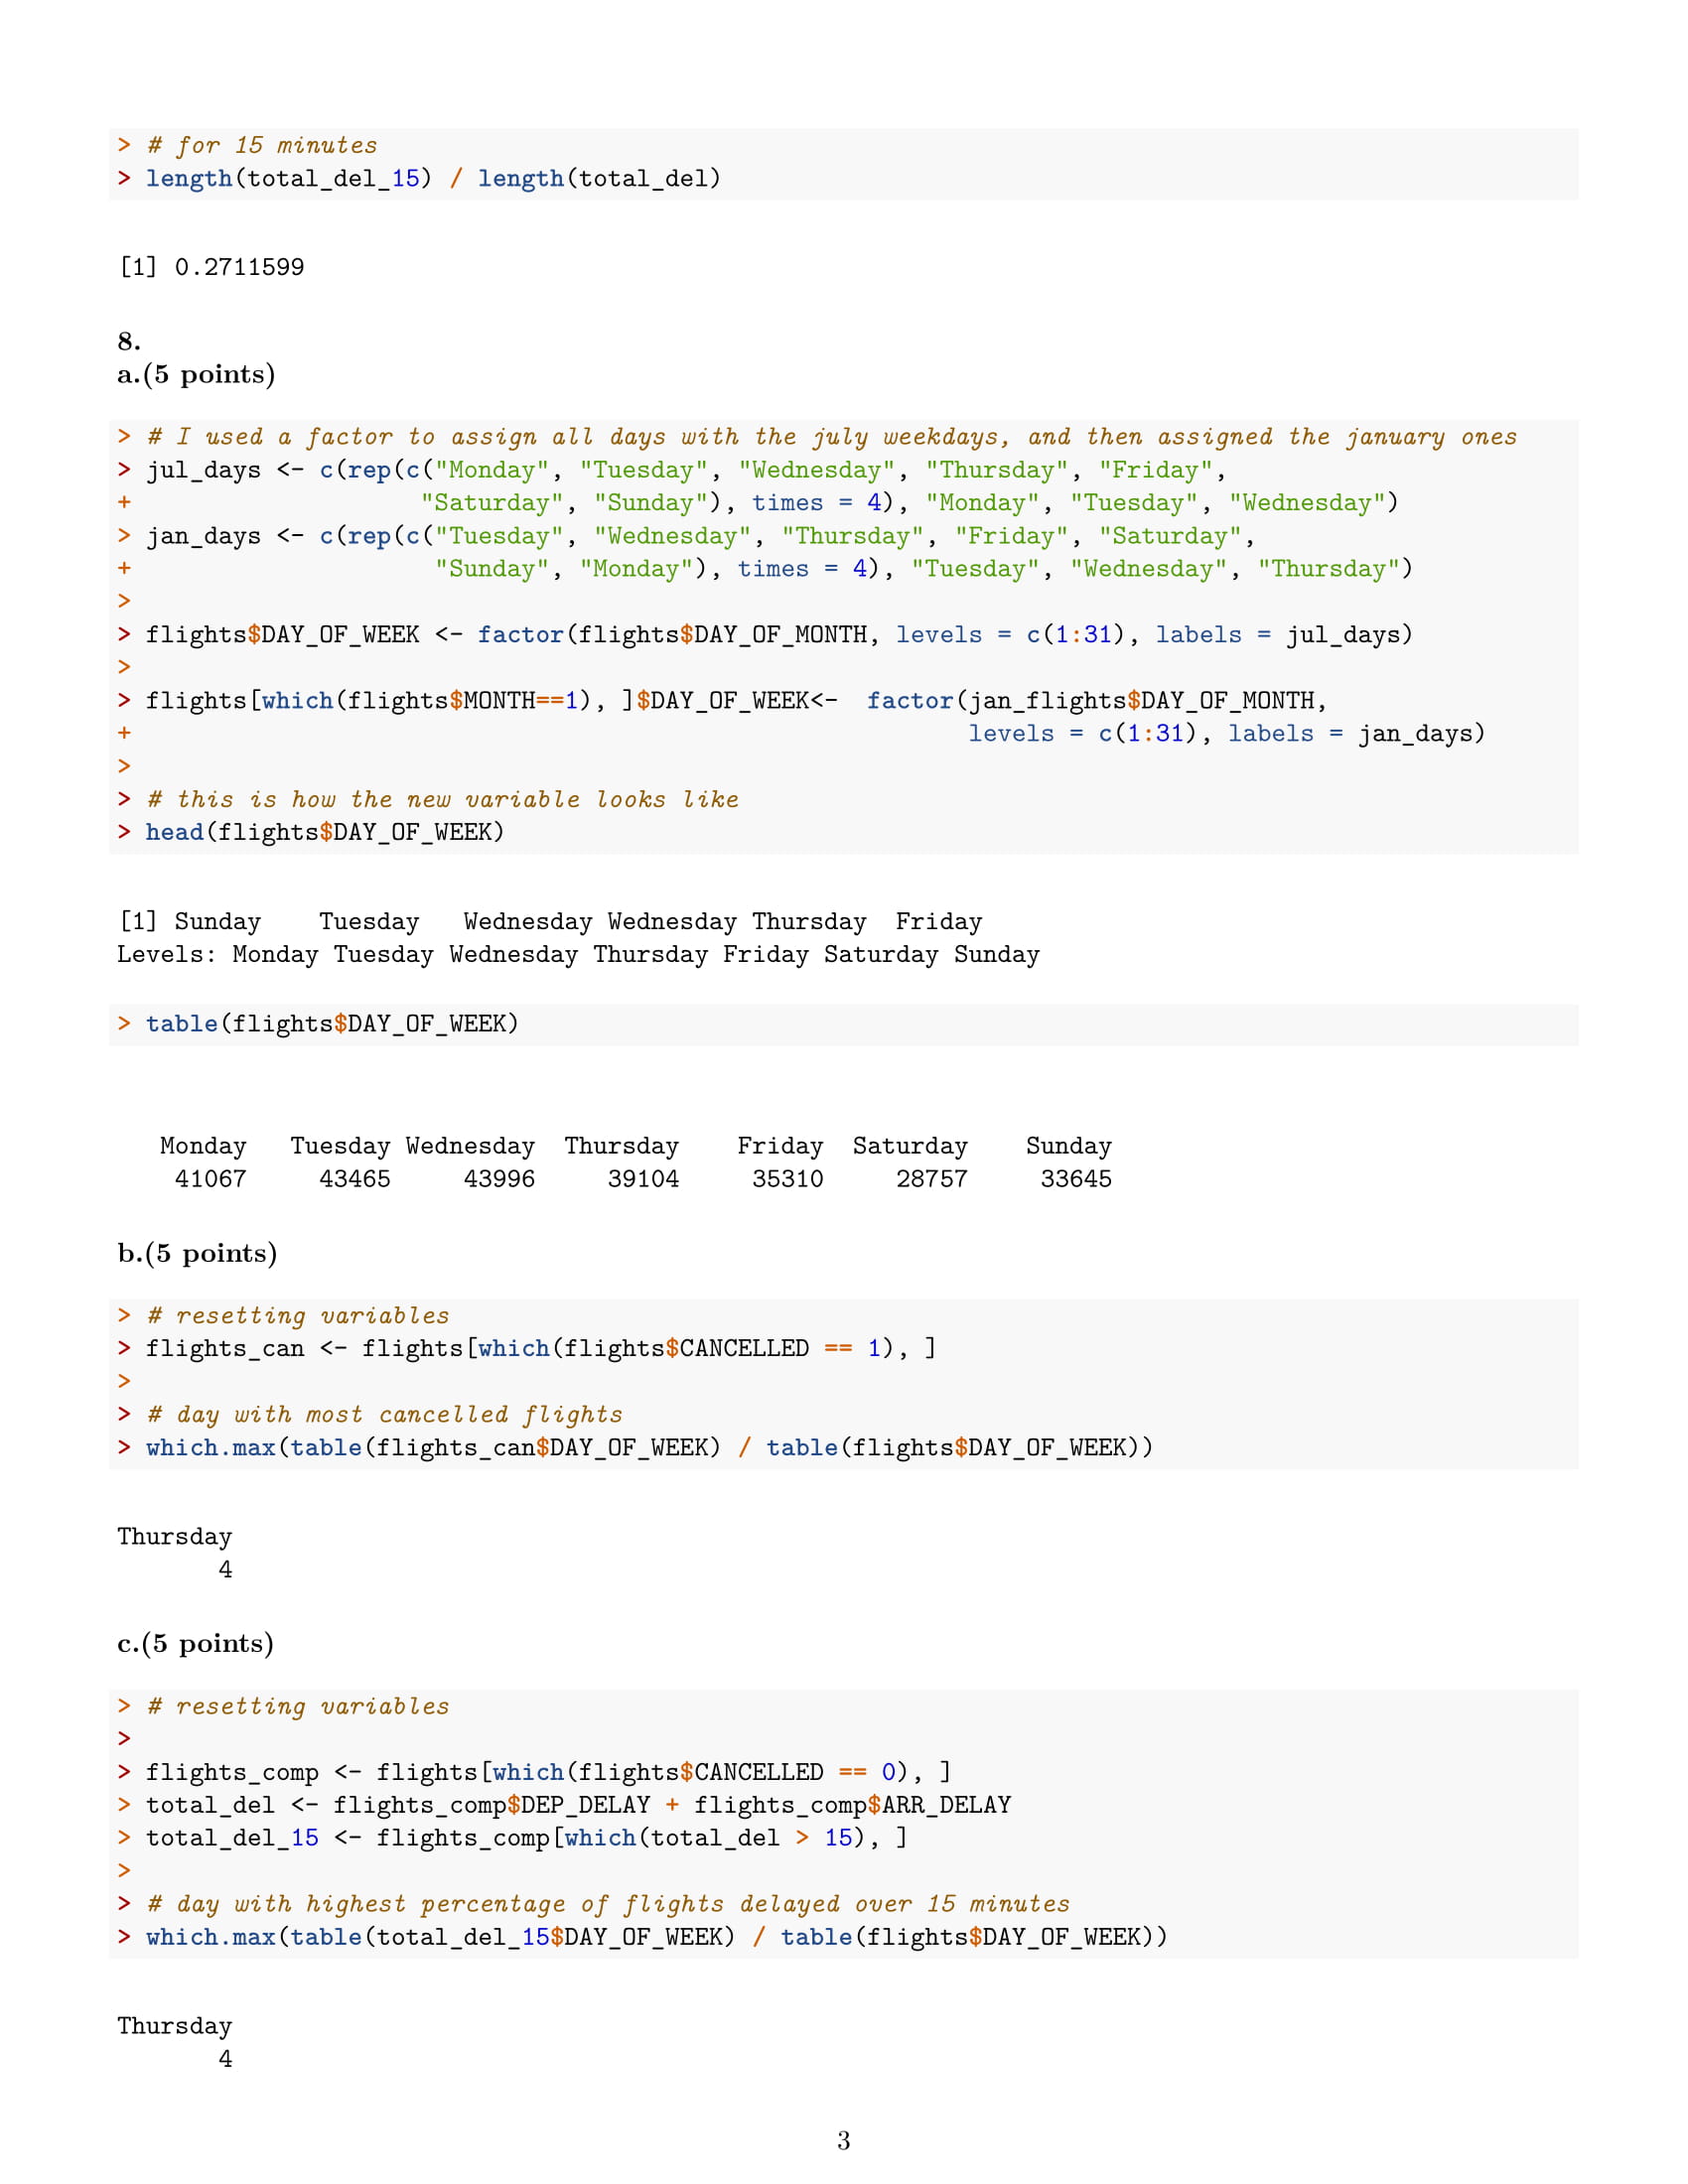 > # for 15 minutes
> length(total_del_15) / length(total_del)
[1] 0.2711599
8.
a.(5 points)
> # I used a factor to assign all days with the july weekdays, and then assigned the january ones
> jul_days <- c(rep(c("Monday", "Tuesday", "Wednesday", "Thursday", "Friday",
+                    "Saturday", "Sunday"), times = 4), "Monday", "Tuesday", "Wednesday")
> jan_days <- c(rep(c("Tuesday", "Wednesday", "Thursday", "Friday", "Saturday",
+                     "Sunday", "Monday"), times = 4), "Tuesday", "Wednesday", "Thursday")
>
> flights$DAY_OF_WEEK <- factor(flights$DAY_OF_MONTH, levels = c(1:31), labels = jul_days)
>
> flights[which(flights$MONTH==1), ]$DAY_OF_WEEK<-  factor(jan_flights$DAY_OF_MONTH,
+                                                          levels = c(1:31), labels = jan_days)
>
> # this is how the new variable looks like
> head(flights$DAY_OF_WEEK)
[1] Sunday    Tuesday   Wednesday Wednesday Thursday  Friday
Levels: Monday Tuesday Wednesday Thursday Friday Saturday Sunday
> table(flights$DAY_OF_WEEK)
   Monday   Tuesday Wednesday  Thursday    Friday  Saturday    Sunday
    41067     43465     43996     39104     35310     28757     33645
b.(5 points)
> # resetting variables
> flights_can <- flights[which(flights$CANCELLED == 1), ]
>
> # day with most cancelled flights
> which.max(table(flights_can$DAY_OF_WEEK) / table(flights$DAY_OF_WEEK))
Thursday
       4
c.(5 points)
> # resetting variables
>
> flights_comp <- flights[which(flights$CANCELLED == 0), ]
> total_del <- flights_comp$DEP_DELAY + flights_comp$ARR_DELAY
> total_del_15 <- flights_comp[which(total_del > 15), ]
>
> # day with highest percentage of flights delayed over 15 minutes
> which.max(table(total_del_15$DAY_OF_WEEK) / table(flights$DAY_OF_WEEK))
Thursday
       4
3